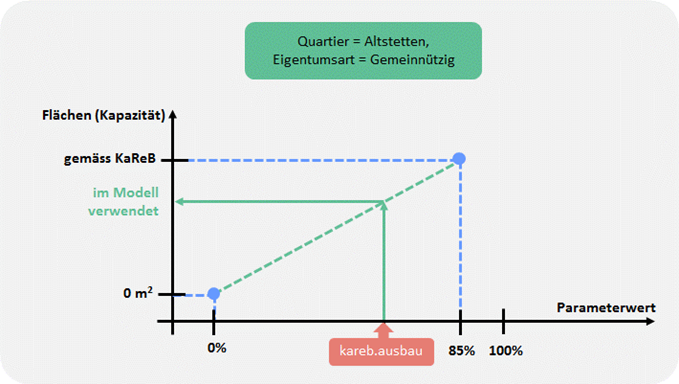 Quartier = Altstetten,
Eigentumsart = Gemeinnützig
Flächen (Kapazität)
gemäss KaReB
im Modell
verwendet
0 m²
Parameterwert
0%
kareb.ausbau
85%
100%